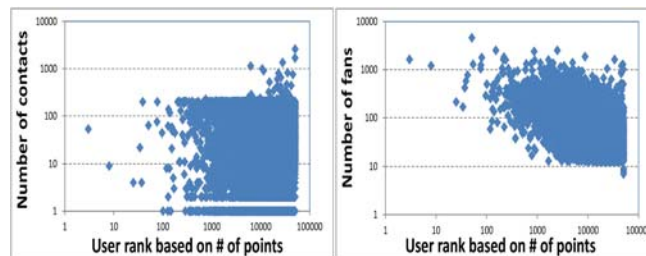 Number of contacts
10000
1000
100
10
1
1 10 100 1000 10000 100000
User rank based on # of points
Number of fans
10000
1000
100
10
1
1 10 100 1000 10000 10000
User rank based on # of points